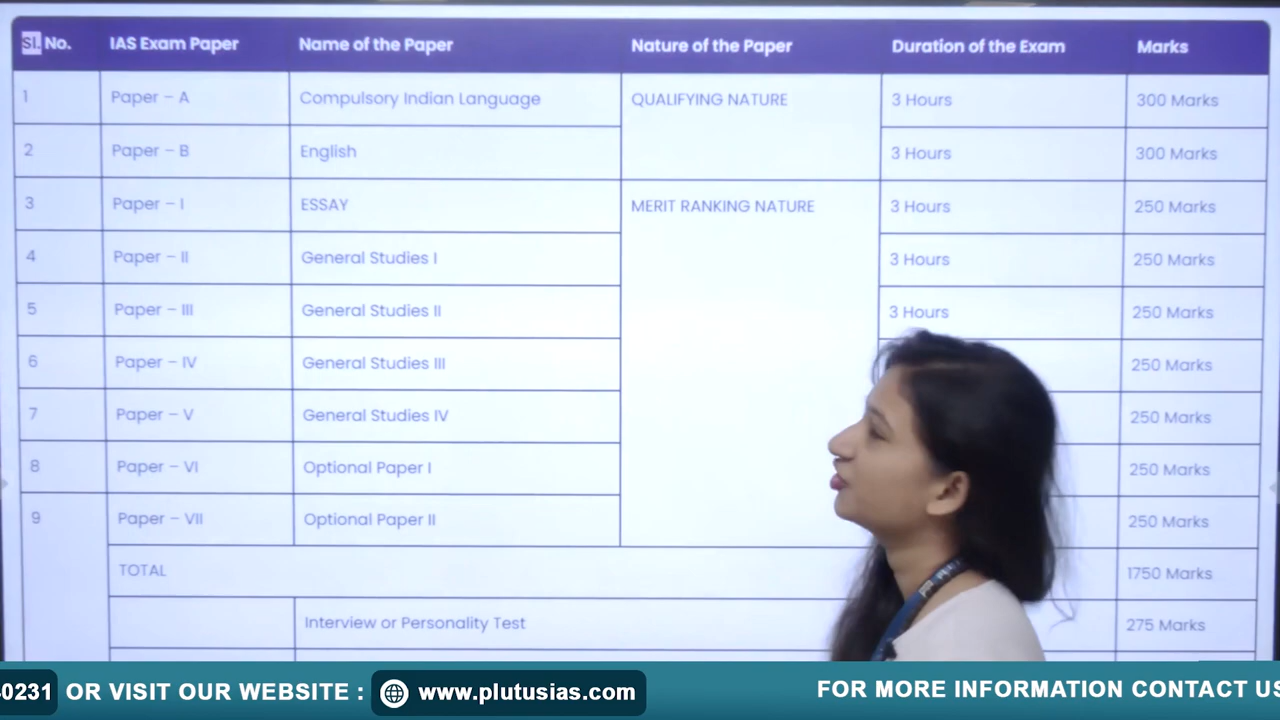 Sl. No. IAS Exam Paper Name of the Paper Nature of the Paper Duration of the Exam Marks
1 Paper – A Compulsory Indian Language QUALIFYING NATURE 3 Hours 300 Marks
2 Paper – B English 3 Hours 300 Marks
3 Paper – I ESSAY MERIT RANKING NATURE 3 Hours 250 Marks
4 Paper – II General Studies I 3 Hours 250 Marks
5 Paper – III General Studies II 3 Hours 250 Marks
6 Paper – IV General Studies III 250 Marks
7 Paper – V General Studies IV 250 Marks
8 Paper – VI Optional Paper I 250 Marks
9 Paper – VII Optional Paper II 250 Marks
TOTAL 1750 Marks
Interview or Personality Test 275 Marks
0231 OR VISIT OUR WEBSITE : www.plutusias.com FOR MORE INFORMATION CONTACT US